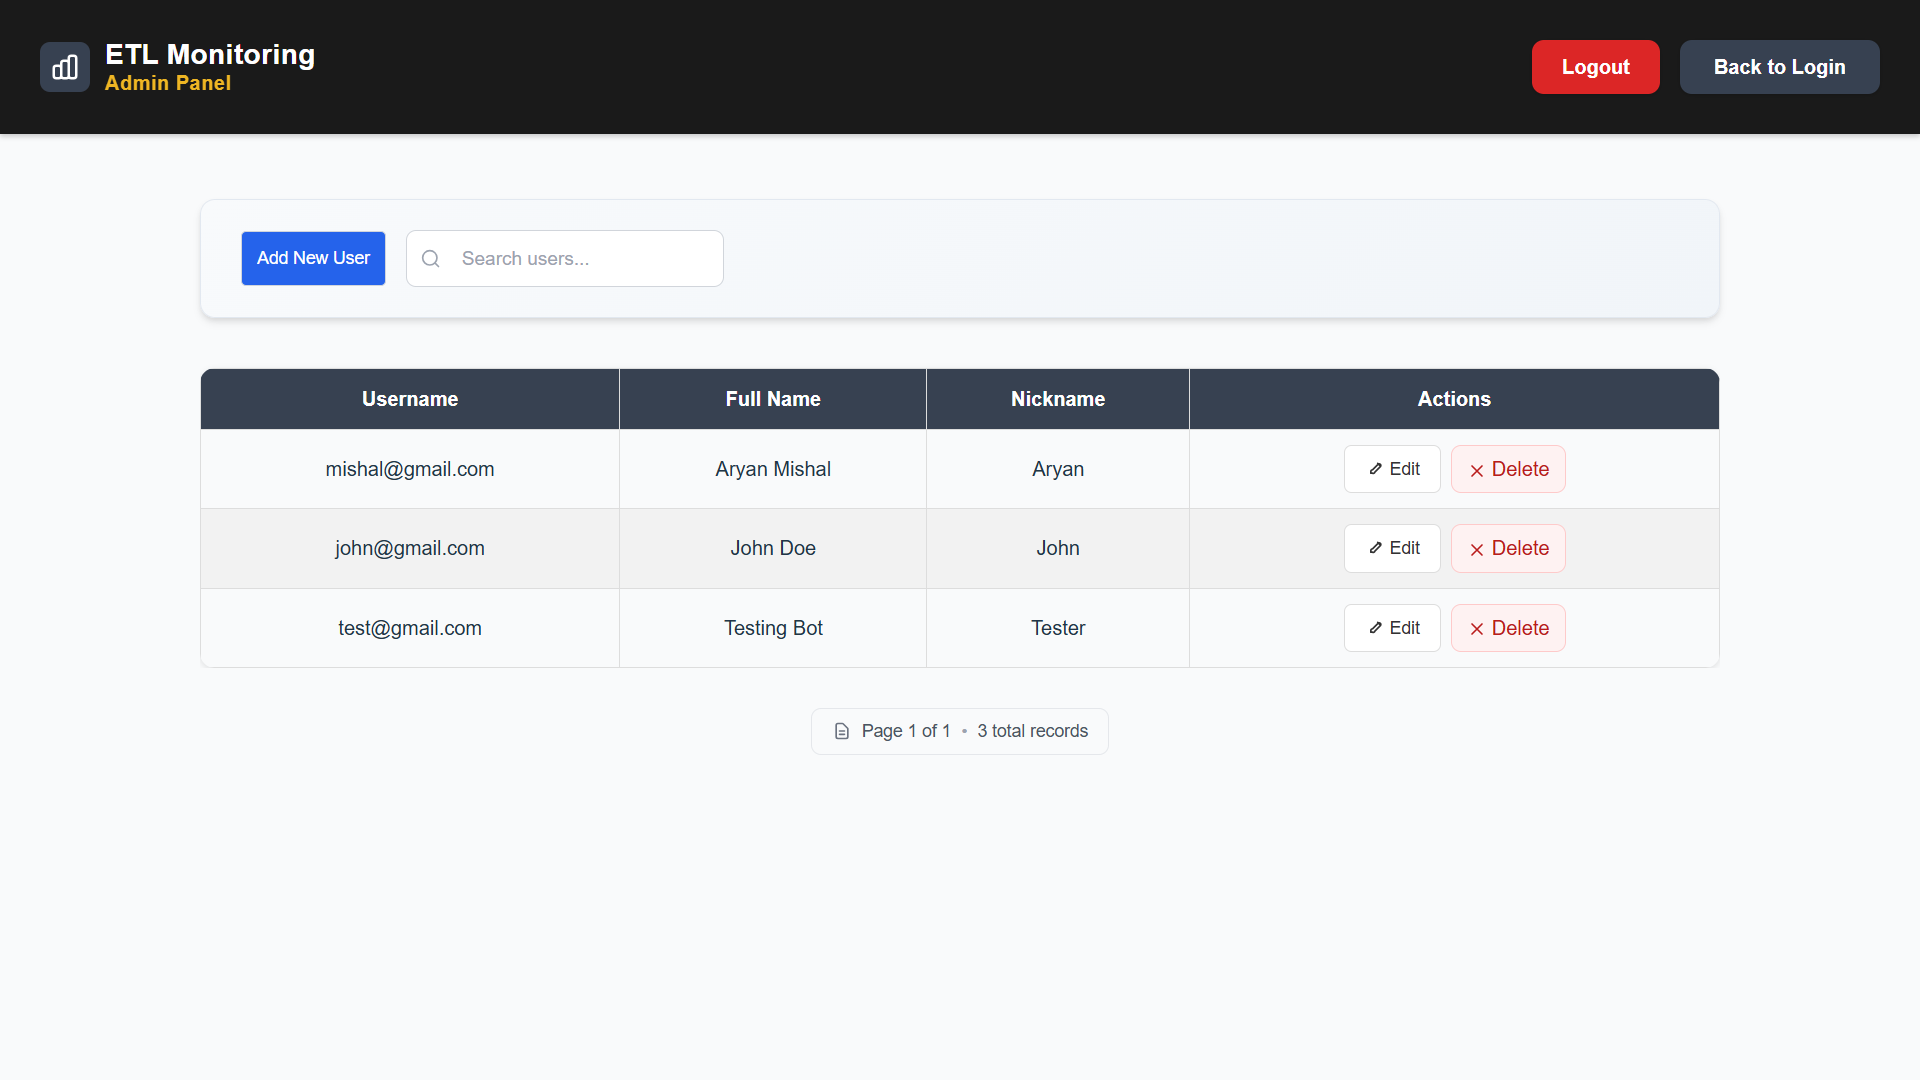 ETL Monitoring
Admin Panel
Logout
Back to Login
Add New User
Search users...
Username Full Name Nickname Actions
mishal@gmail.com Aryan Mishal Aryan Edit Delete
john@gmail.com John Doe John Edit Delete
test@gmail.com Testing Bot Tester Edit Delete
Page 1 of 1 • 3 total records